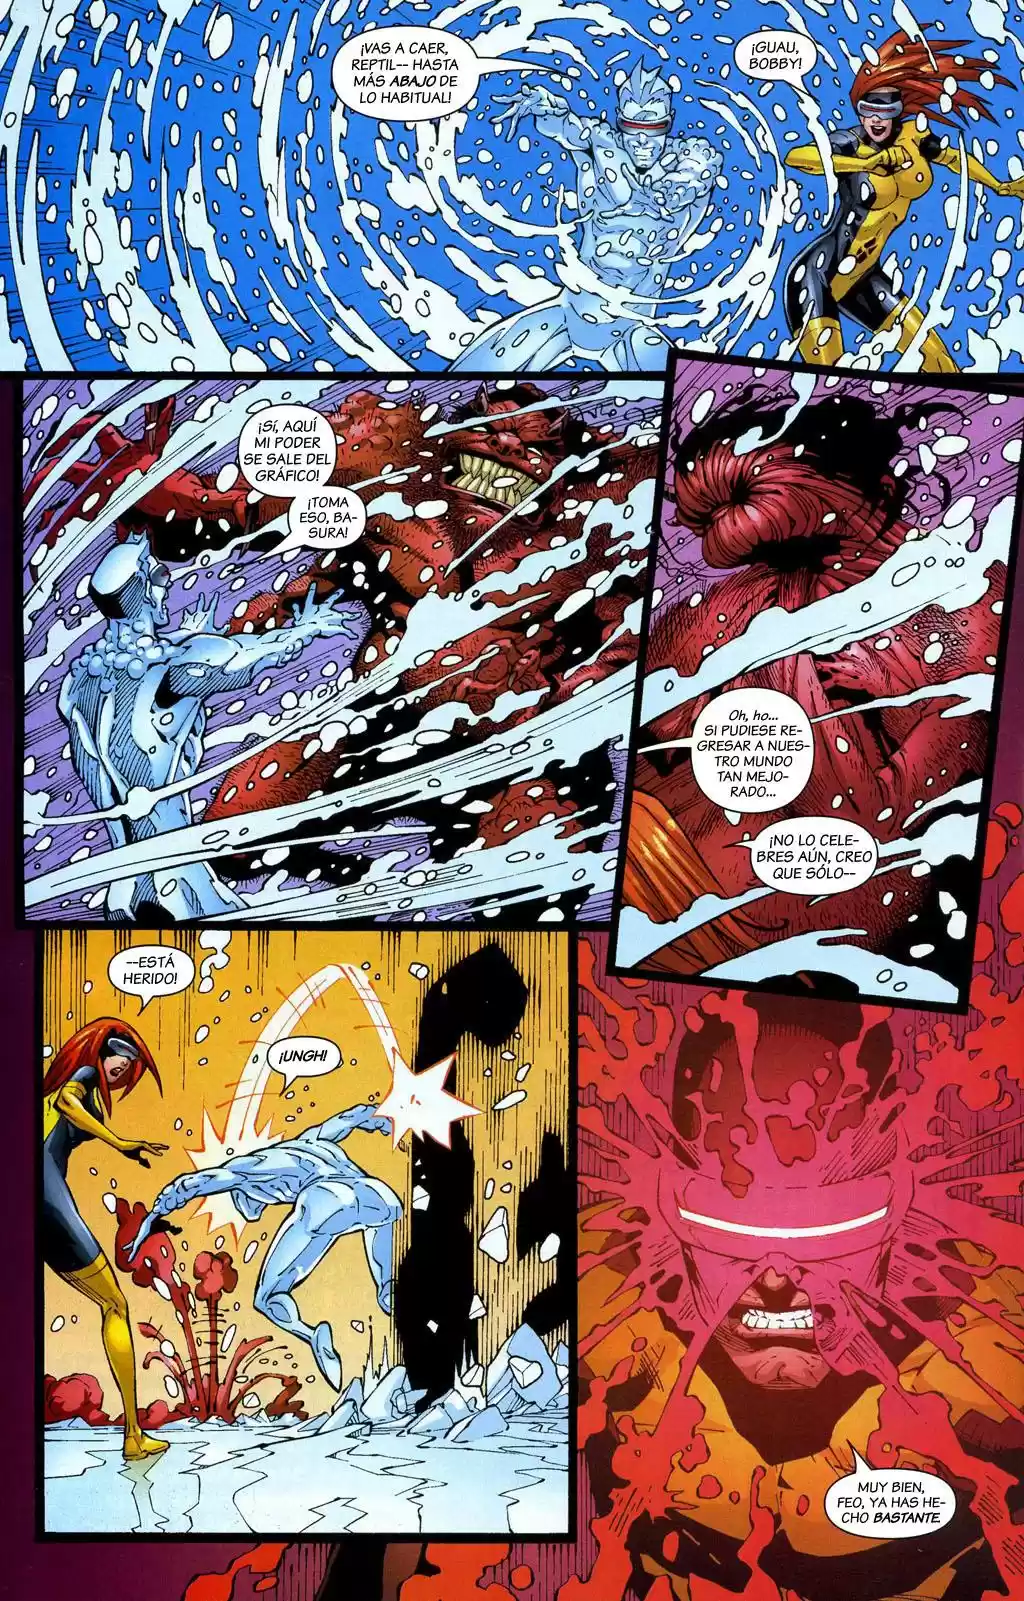 ¡VAS A CAER,
REPTIL-- HASTA
MÁS ABAJO DE
LO HABITUAL!
¡GUAU,
BOBBY!
¡SÍ, AQUÍ
MI PODER
SE SALE DEL
GRÁFICO!
¡TOMA
ESO, BA-
SURA!
Oh, ho...
SI PUDIESE RE-
GRESAR A NUES-
TRO MUNDO
TAN MEJO-
RADO...
¡NO LO CELE-
BRES AÚN, CREO
QUE SÓLO--
--ESTÁ
HERIDO!
¡UNGH!
MUY BIEN,
FEO, YA HAS HE-
CHO BASTANTE.